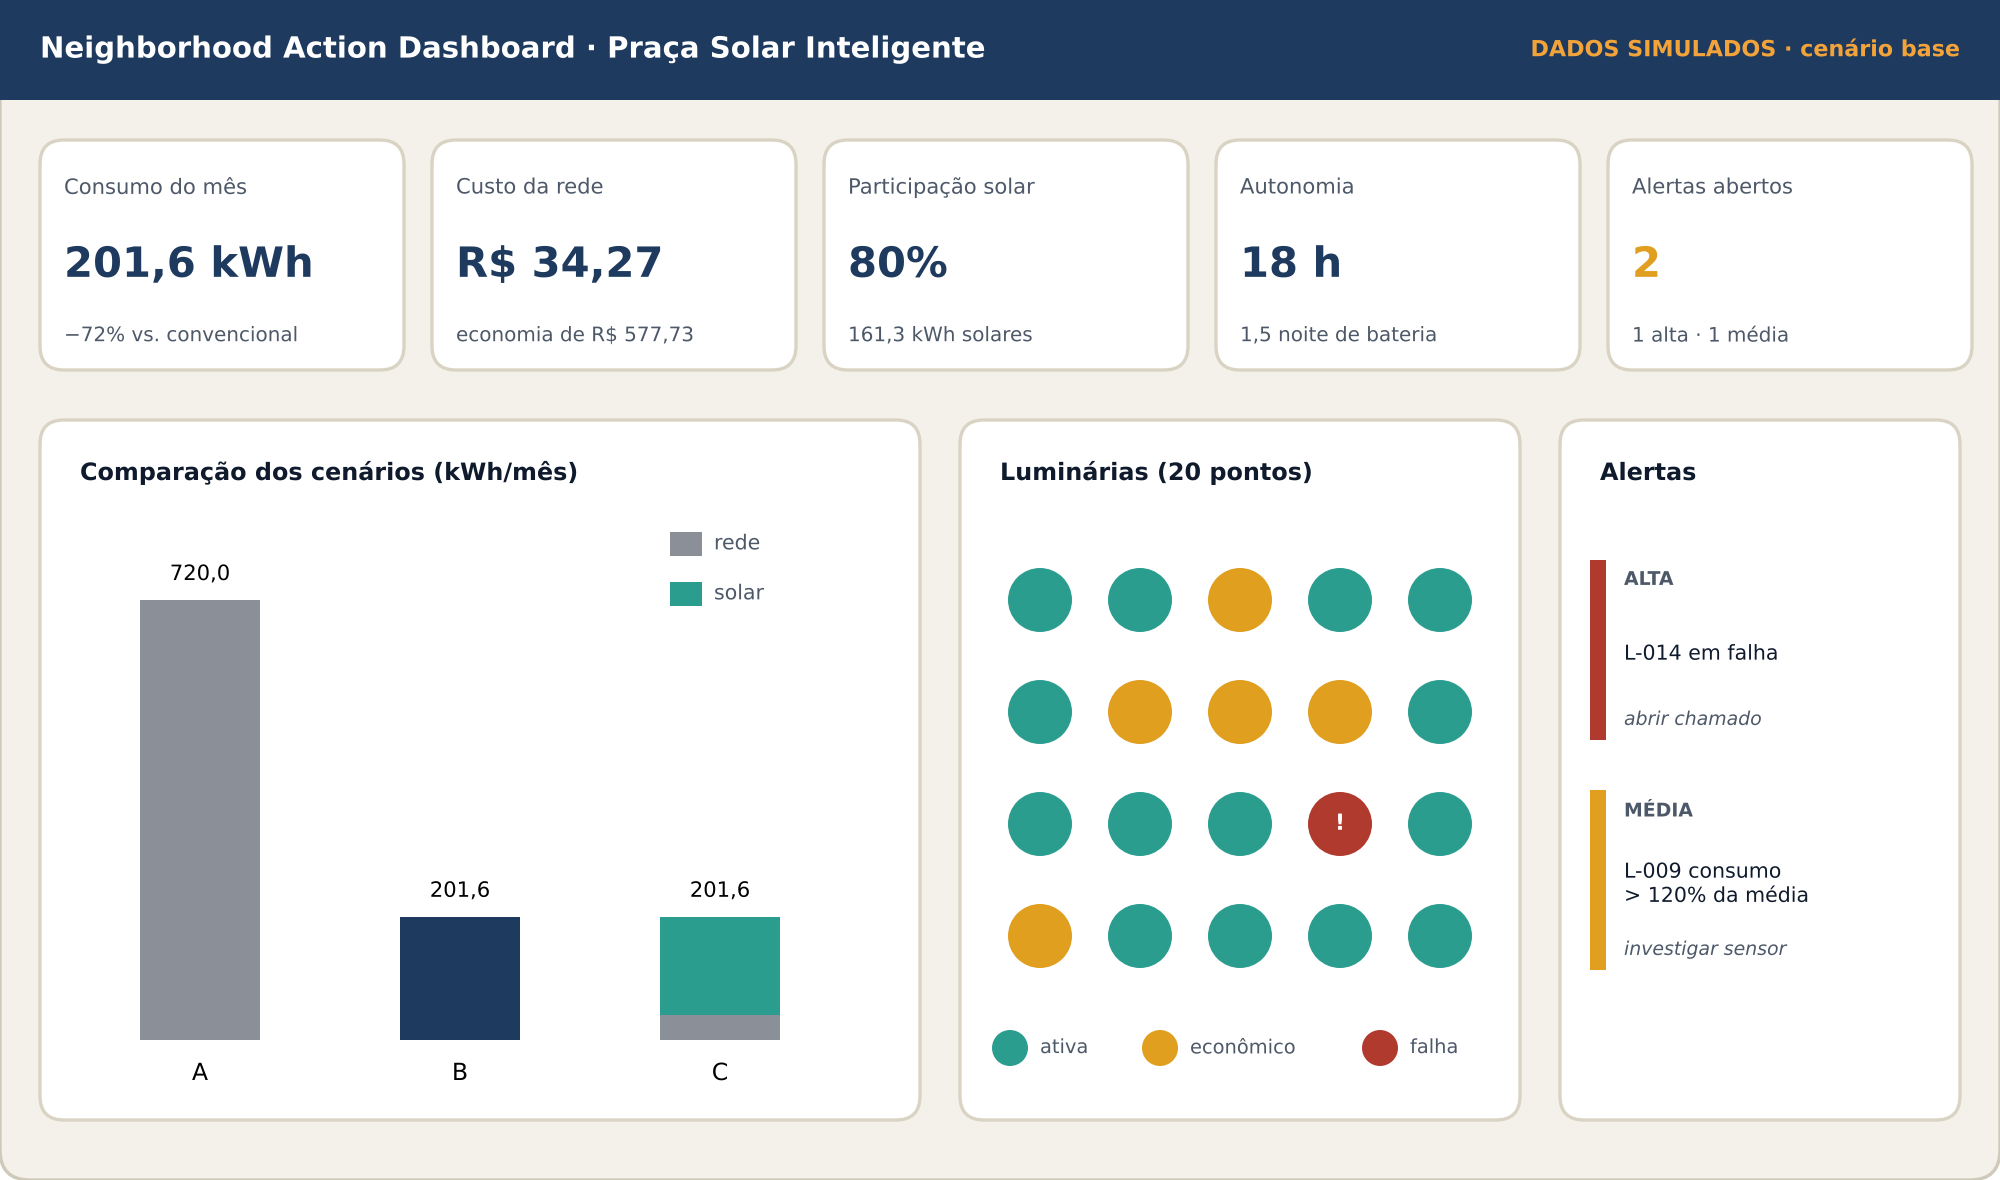 Neighborhood Action Dashboard · Praça Solar Inteligente
DADOS SIMULADOS · cenário base
Consumo do mês
201,6 kWh
−72% vs. convencional
Custo da rede
R$ 34,27
economia de R$ 577,73
Participação solar
80%
161,3 kWh solares
Autonomia
18 h
1,5 noite de bateria
Alertas abertos
2
1 alta · 1 média
Comparação dos cenários (kWh/mês)
rede
solar
720,0
201,6
201,6
A
B
C
Luminárias (20 pontos)
!
ativa
econômico
falha
Alertas
ALTA
L-014 em falha
abrir chamado
MÉDIA
L-009 consumo
> 120% da média
investigar sensor